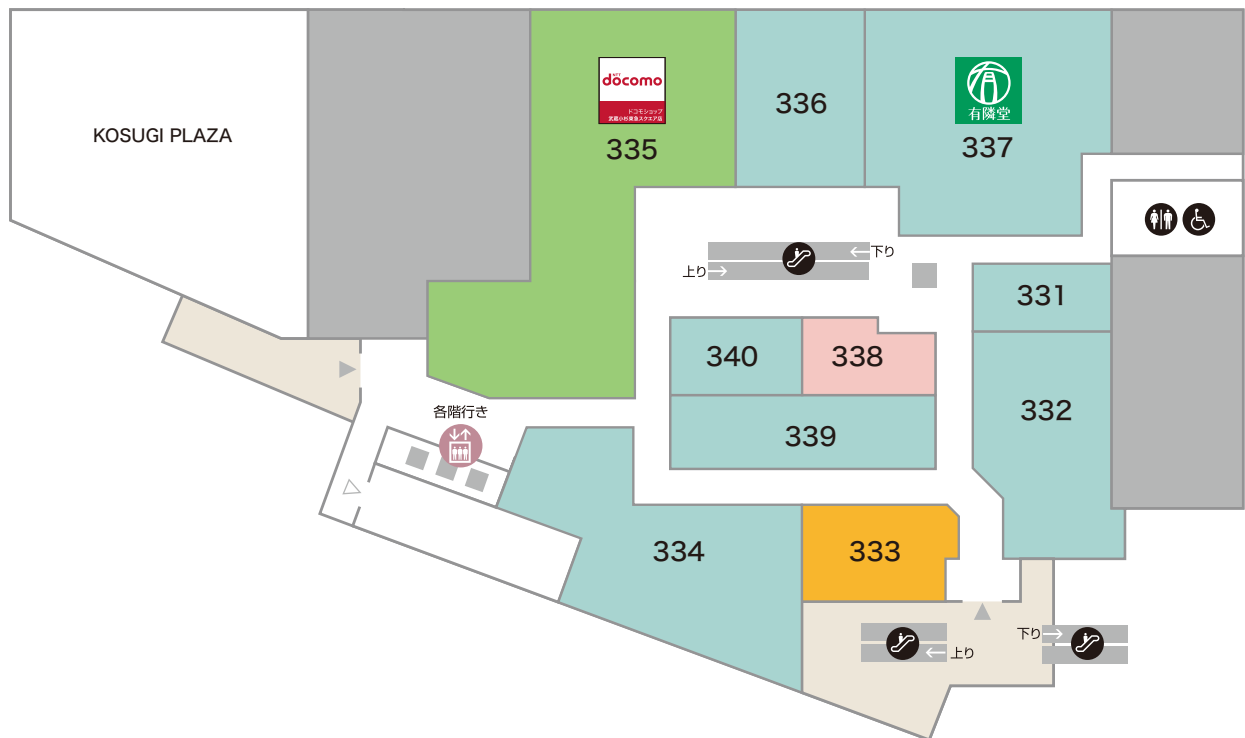 KOSUGI PLAZA
NTT
döcomo
ドコモショップ
武蔵小杉東急スクエア店
335
336
有隣堂
337
下り
上り
331
340
338
332
339
各階行き
334
333
上り
下り